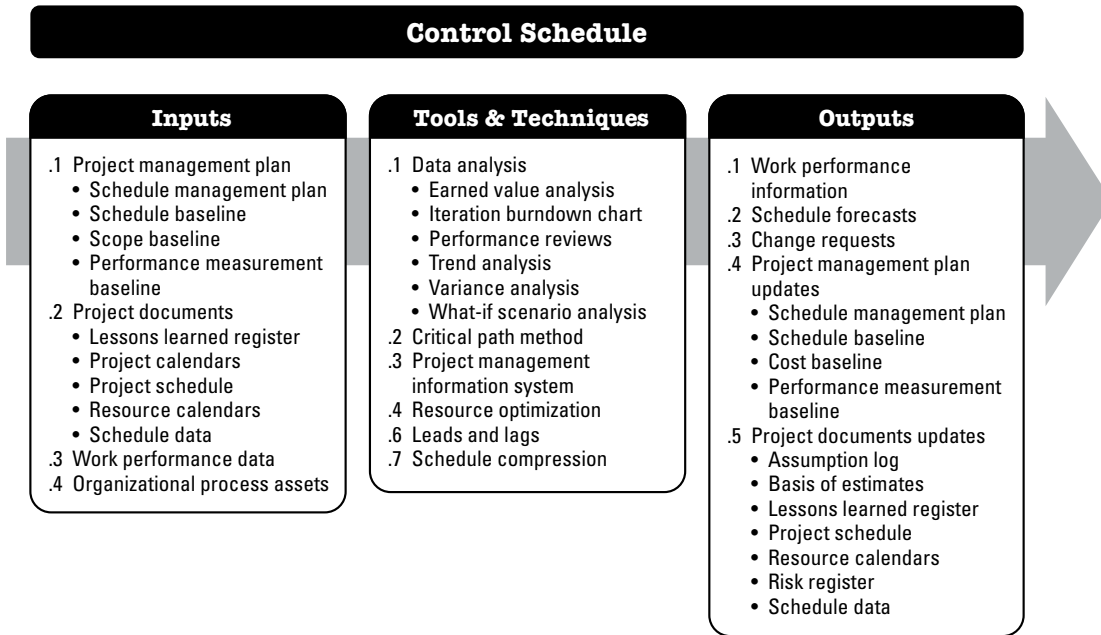 Control Schedule
Inputs
.1 Project management plan
• Schedule management plan
• Schedule baseline
• Scope baseline
• Performance measurement
baseline
.2 Project documents
• Lessons learned register
• Project calendars
• Project schedule
• Resource calendars
• Schedule data
.3 Work performance data
.4 Organizational process assets
Tools & Techniques
.1 Data analysis
• Earned value analysis
• Iteration burndown chart
• Performance reviews
• Trend analysis
• Variance analysis
• What-if scenario analysis
.2 Critical path method
.3 Project management
information system
.4 Resource optimization
.6 Leads and lags
.7 Schedule compression
Outputs
.1 Work performance
information
.2 Schedule forecasts
.3 Change requests
.4 Project management plan
updates
• Schedule management plan
• Schedule baseline
• Cost baseline
• Performance measurement
baseline
.5 Project documents updates
• Assumption log
• Basis of estimates
• Lessons learned register
• Project schedule
• Resource calendars
• Risk register
• Schedule data